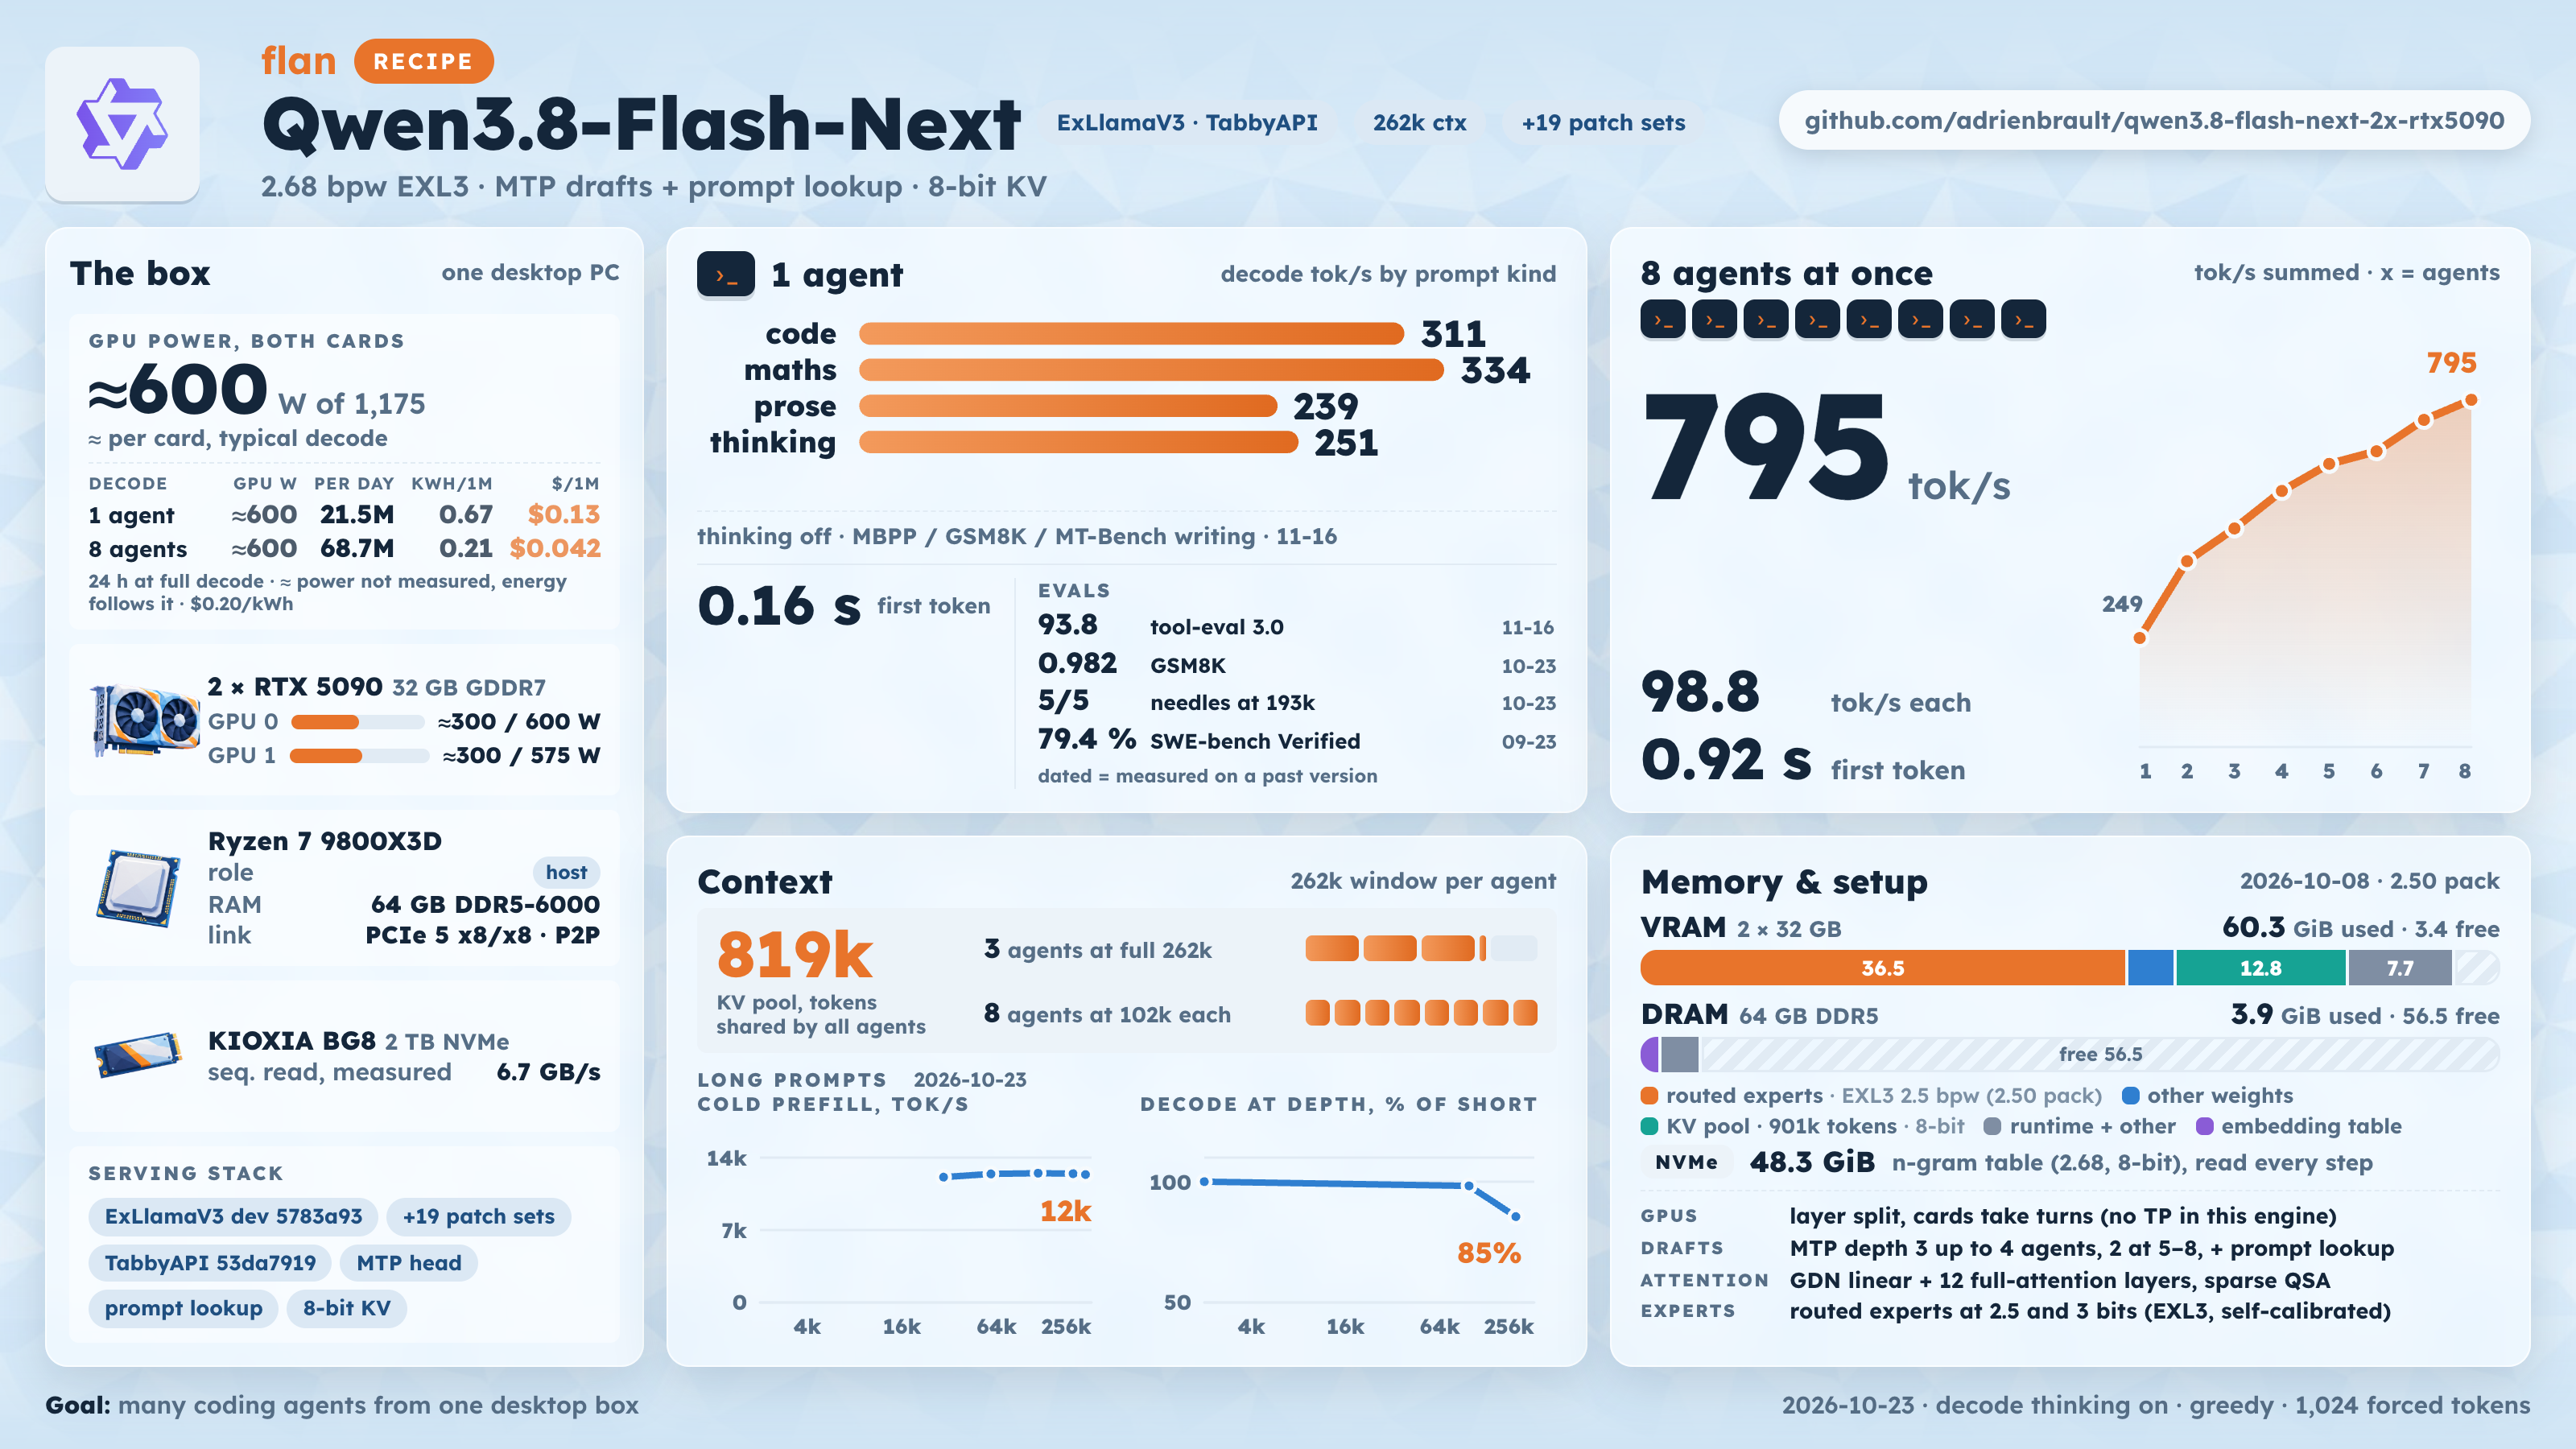 flan RECIPE
Qwen3.8-Flash-Next ExLlamaV3 · TabbyAPI 262k ctx +19 patch sets
github.com/adrienbrault/qwen3.8-flash-next-2x-rtx5090
2.68 bpw EXL3 · MTP drafts + prompt lookup · 8-bit KV
The box one desktop PC
GPU POWER, BOTH CARDS
≈600 W of 1,175
≈ per card, typical decode
DECODE GPU W PER DAY KWH/1M $/1M
1 agent ≈600 21.5M 0.67 $0.13
8 agents ≈600 68.7M 0.21 $0.042
24 h at full decode · ≈ power not measured, energy
follows it · $0.20/kWh
2 × RTX 5090 32 GB GDDR7
GPU 0 ≈300 / 600 W
GPU 1 ≈300 / 575 W
Ryzen 7 9800X3D
role host
RAM 64 GB DDR5-6000
link PCIe 5 x8/x8 · P2P
KIOXIA BG8 2 TB NVMe
seq. read, measured 6.7 GB/s
SERVING STACK
ExLlamaV3 dev 5783a93 +19 patch sets
TabbyAPI 53da7919 MTP head
prompt lookup 8-bit KV
›_ 1 agent decode tok/s by prompt kind
code 311
maths 334
prose 239
thinking 251
thinking off · MBPP / GSM8K / MT-Bench writing · 11-16
0.16 s first token
EVALS
93.8 tool-eval 3.0 11-16
0.982 GSM8K 10-23
5/5 needles at 193k 10-23
79.4 % SWE-bench Verified 09-23
dated = measured on a past version
8 agents at once tok/s summed · x = agents
›_ ›_ ›_ ›_ ›_ ›_ ›_ ›_
795 tok/s
98.8 tok/s each
0.92 s first token
795
249
1 2 3 4 5 6 7 8
Context 262k window per agent
819k
KV pool, tokens
shared by all agents
3 agents at full 262k
8 agents at 102k each
LONG PROMPTS 2026-10-23
COLD PREFILL, TOK/S
14k
7k
0
12k
4k 16k 64k 256k
DECODE AT DEPTH, % OF SHORT
100
50
85%
4k 16k 64k 256k
Memory & setup 2026-10-08 · 2.50 pack
VRAM 2 × 32 GB 60.3 GiB used · 3.4 free
36.5 12.8 7.7
DRAM 64 GB DDR5 3.9 GiB used · 56.5 free
free 56.5
routed experts · EXL3 2.5 bpw (2.50 pack) other weights
KV pool · 901k tokens · 8-bit runtime + other embedding table
NVMe 48.3 GiB n-gram table (2.68, 8-bit), read every step
GPUS layer split, cards take turns (no TP in this engine)
DRAFTS MTP depth 3 up to 4 agents, 2 at 5–8, + prompt lookup
ATTENTION GDN linear + 12 full-attention layers, sparse QSA
EXPERTS routed experts at 2.5 and 3 bits (EXL3, self-calibrated)
Goal: many coding agents from one desktop box
2026-10-23 · decode thinking on · greedy · 1,024 forced tokens